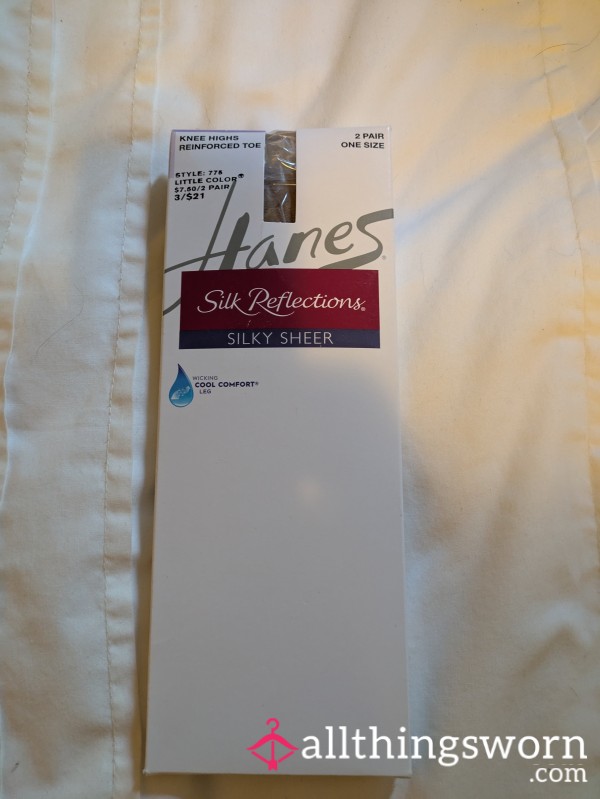 KNEE HIGHS
REINFORCED TOE
2 PAIR
ONE SIZE
STYLE: 775
LITTLE COLOR®
$7.80/2 PAIR
3/$21
Hanes®
Silk Reflections®
SILKY SHEER
WICKING
COOL COMFORT®
LEG
allthingsworn
.com